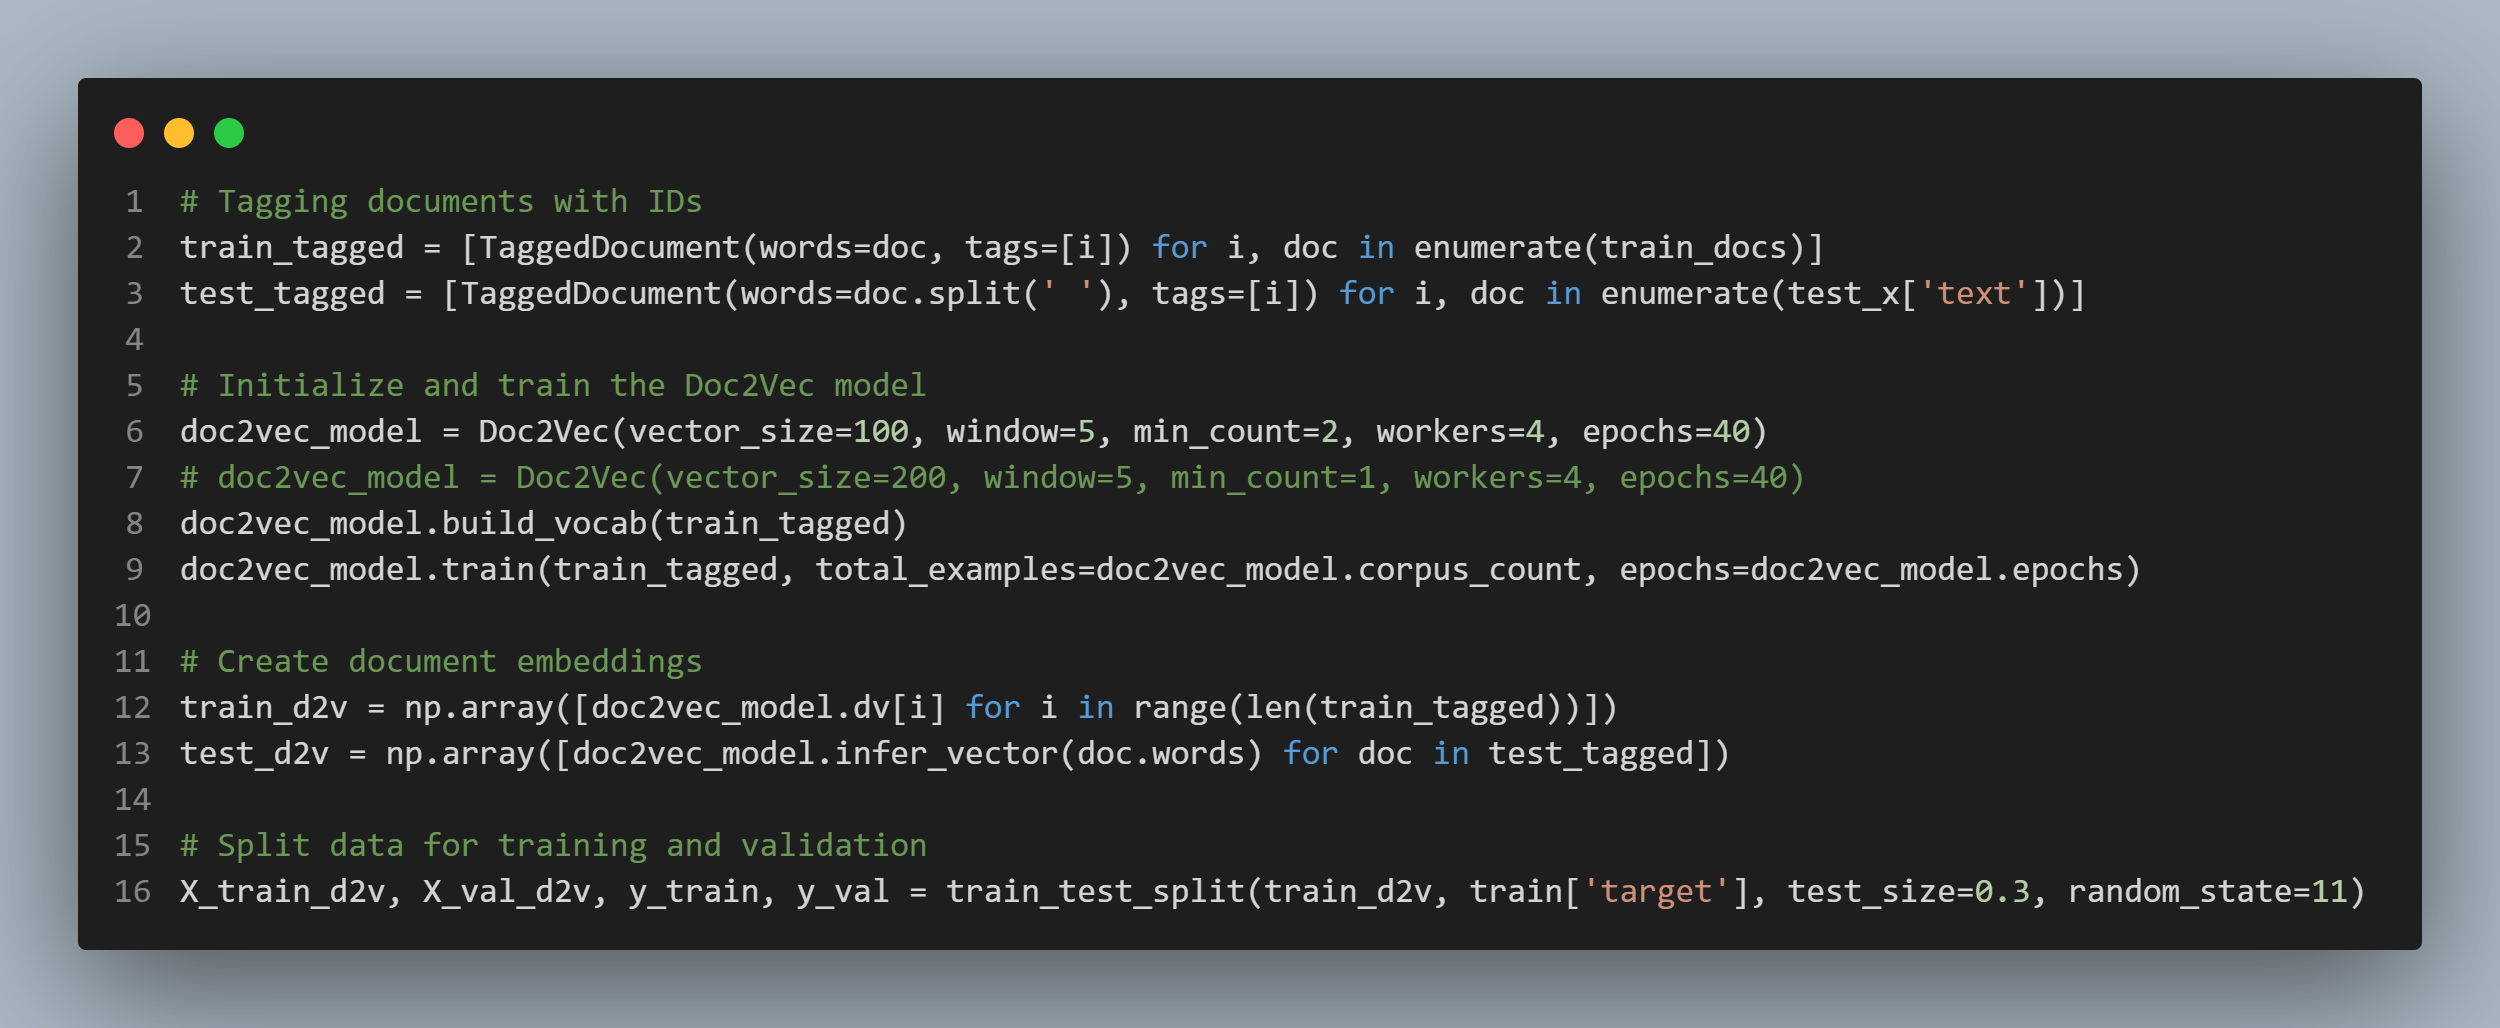 1 # Tagging documents with IDs
2 train_tagged = [TaggedDocument(words=doc, tags=[i]) for i, doc in enumerate(train_docs)]
3 test_tagged = [TaggedDocument(words=doc.split(' '), tags=[i]) for i, doc in enumerate(test_x['text'])]
4
5 # Initialize and train the Doc2Vec model
6 doc2vec_model = Doc2Vec(vector_size=100, window=5, min_count=2, workers=4, epochs=40)
7 # doc2vec_model = Doc2Vec(vector_size=200, window=5, min_count=1, workers=4, epochs=40)
8 doc2vec_model.build_vocab(train_tagged)
9 doc2vec_model.train(train_tagged, total_examples=doc2vec_model.corpus_count, epochs=doc2vec_model.epochs)
10
11 # Create document embeddings
12 train_d2v = np.array([doc2vec_model.dv[i] for i in range(len(train_tagged))])
13 test_d2v = np.array([doc2vec_model.infer_vector(doc.words) for doc in test_tagged])
14
15 # Split data for training and validation
16 X_train_d2v, X_val_d2v, y_train, y_val = train_test_split(train_d2v, train['target'], test_size=0.3, random_state=11)